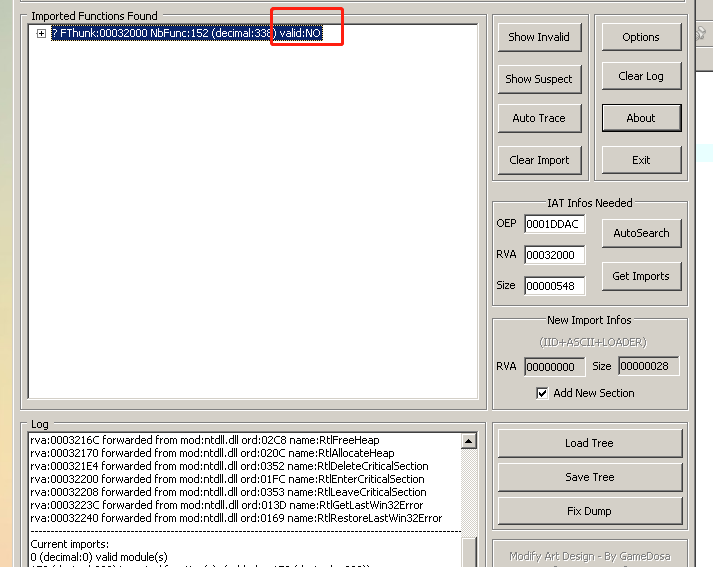 Imported Functions Found
? FThunk:00032000 NbFunc:152 (decimal:338) valid:NO
Show Invalid
Options
Show Suspect
Clear Log
Auto Trace
About
Clear Import
Exit
IAT Infos Needed
OEP 0001DDAC
AutoSearch
RVA 00032000
Get Imports
Size 00000548
New Import Infos
(IID+ASCII+LOADER)
RVA 00000000 Size 00000028
Add New Section
Log
rva:0003216C forwarded from mod:ntdll.dll ord:02C8 name:RtlFreeHeap
rva:00032170 forwarded from mod:ntdll.dll ord:020C name:RtlAllocateHeap
rva:000321E4 forwarded from mod:ntdll.dll ord:0352 name:RtlDeleteCriticalSection
rva:00032200 forwarded from mod:ntdll.dll ord:01FC name:RtlEnterCriticalSection
rva:00032208 forwarded from mod:ntdll.dll ord:0353 name:RtlLeaveCriticalSection
rva:0003223C forwarded from mod:ntdll.dll ord:013D name:RtlGetLastWin32Error
rva:00032240 forwarded from mod:ntdll.dll ord:0169 name:RtlRestoreLastWin32Error
Current imports:
0 (decimal:0) valid module(s)
Load Tree
Save Tree
Fix Dump
Modify Art Design - By GameDosa